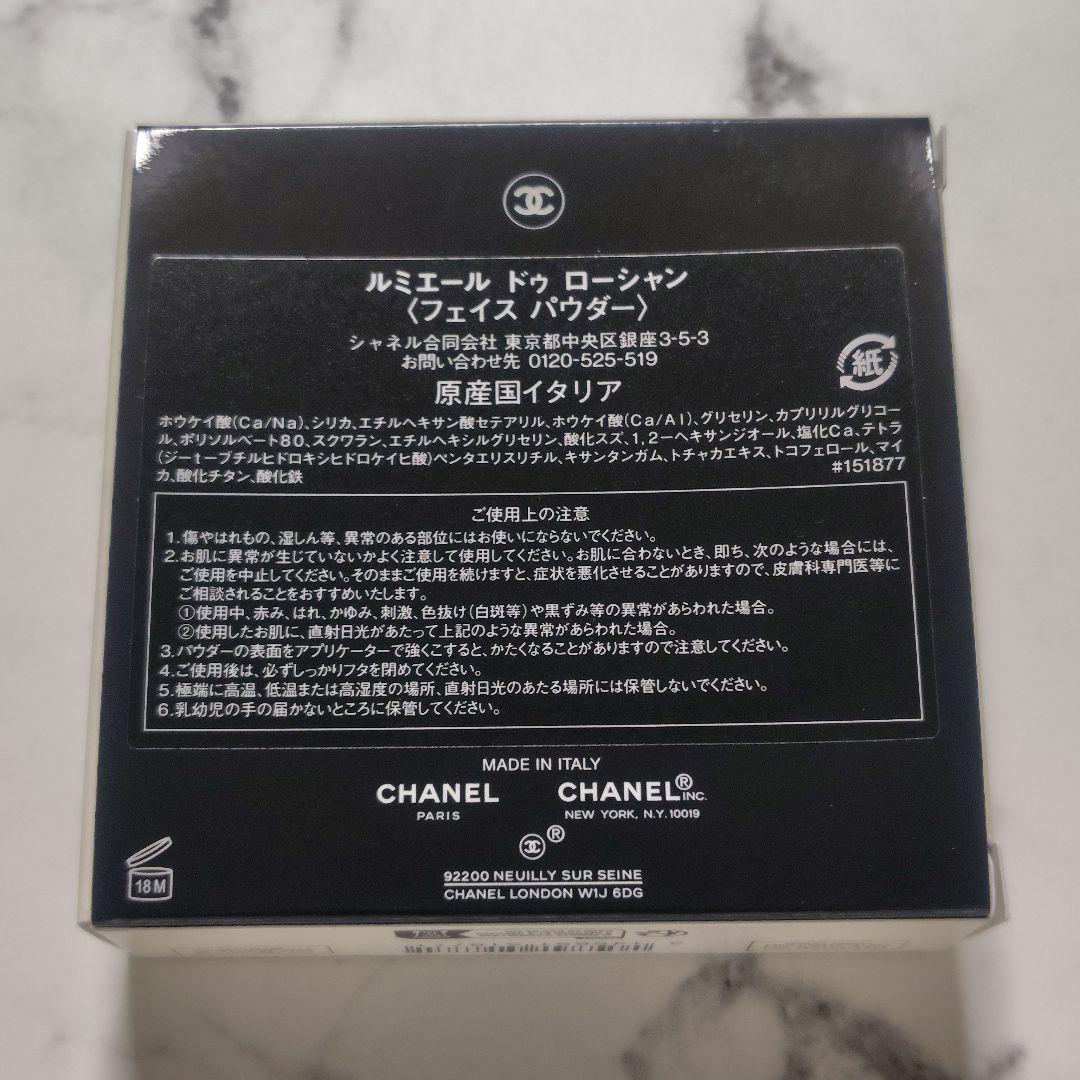 ルミエール ドゥ ローシャン
〈フェイス パウダー〉
シャネル合同会社 東京都中央区銀座3-5-3
お問い合わせ先 0120-525-519
原産国イタリア
紙
ホウケイ酸(Ca/Na)、シリカ、エチルヘキサン酸セテアリル、ホウケイ酸(Ca/Al)、グリセリン、カプリリルグリコー
ル、ポリソルベート80、スクワラン、エチルヘキシルグリセリン、酸化スズ、1,2-ヘキサンジオール、塩化Ca、テトラ
(ジーt-ブチルヒドロキシヒドロケイヒ酸)ペンタエリスリチル、キサンタンガム、トチャカエキス、トコフェロール、マイ
カ、酸化チタン、酸化鉄
#151877
ご使用上の注意
1.傷やはれもの、湿しん等、異常のある部位にはお使いにならないでください。
2.お肌に異常が生じていないかよく注意して使用してください。お肌に合わないとき、即ち、次のような場合には、
ご使用を中止してください。そのままご使用を続けますと、症状を悪化させることがありますので、皮膚科専門医等に
ご相談されることをおすすめいたします。
①使用中、赤み、はれ、かゆみ、刺激、色抜け(白斑等)や黒ずみ等の異常があらわれた場合。
②使用したお肌に、直射日光があたって上記のような異常があらわれた場合。
3.パウダーの表面をアプリケーターで強くこすると、かたくなることがありますので注意してください。
4.ご使用後は、必ずしっかりフタを閉めてください。
5.極端に高温、低温または高湿度の場所、直射日光のあたる場所には保管しないでください。
6.乳幼児の手の届かないところに保管してください。
MADE IN ITALY
CHANEL CHANEL® INC.
PARIS NEW YORK, N.Y. 10019
®
18M
92200 NEUILLY SUR SEINE
CHANEL LONDON W1J 6DG